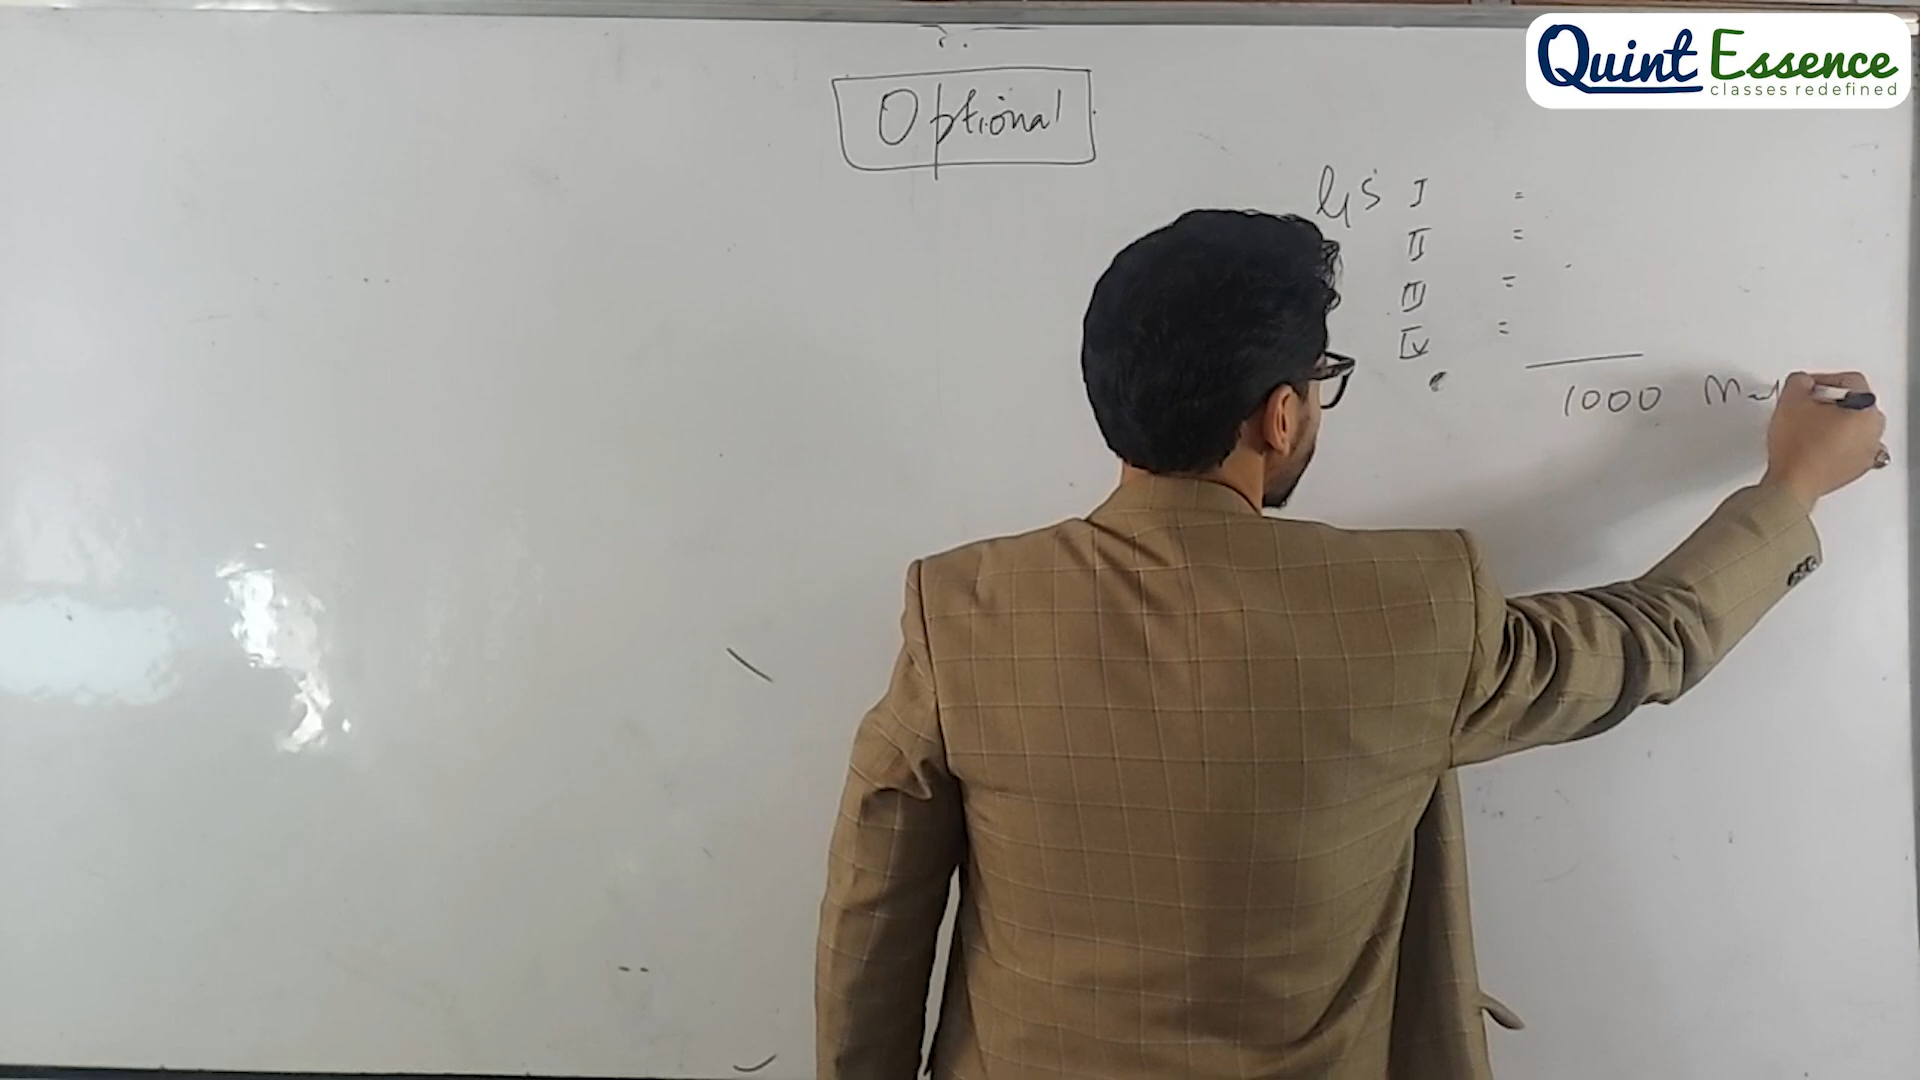 Quint Essence
classes redefined
Optional
GS I =
II =
III =
IV =
1000